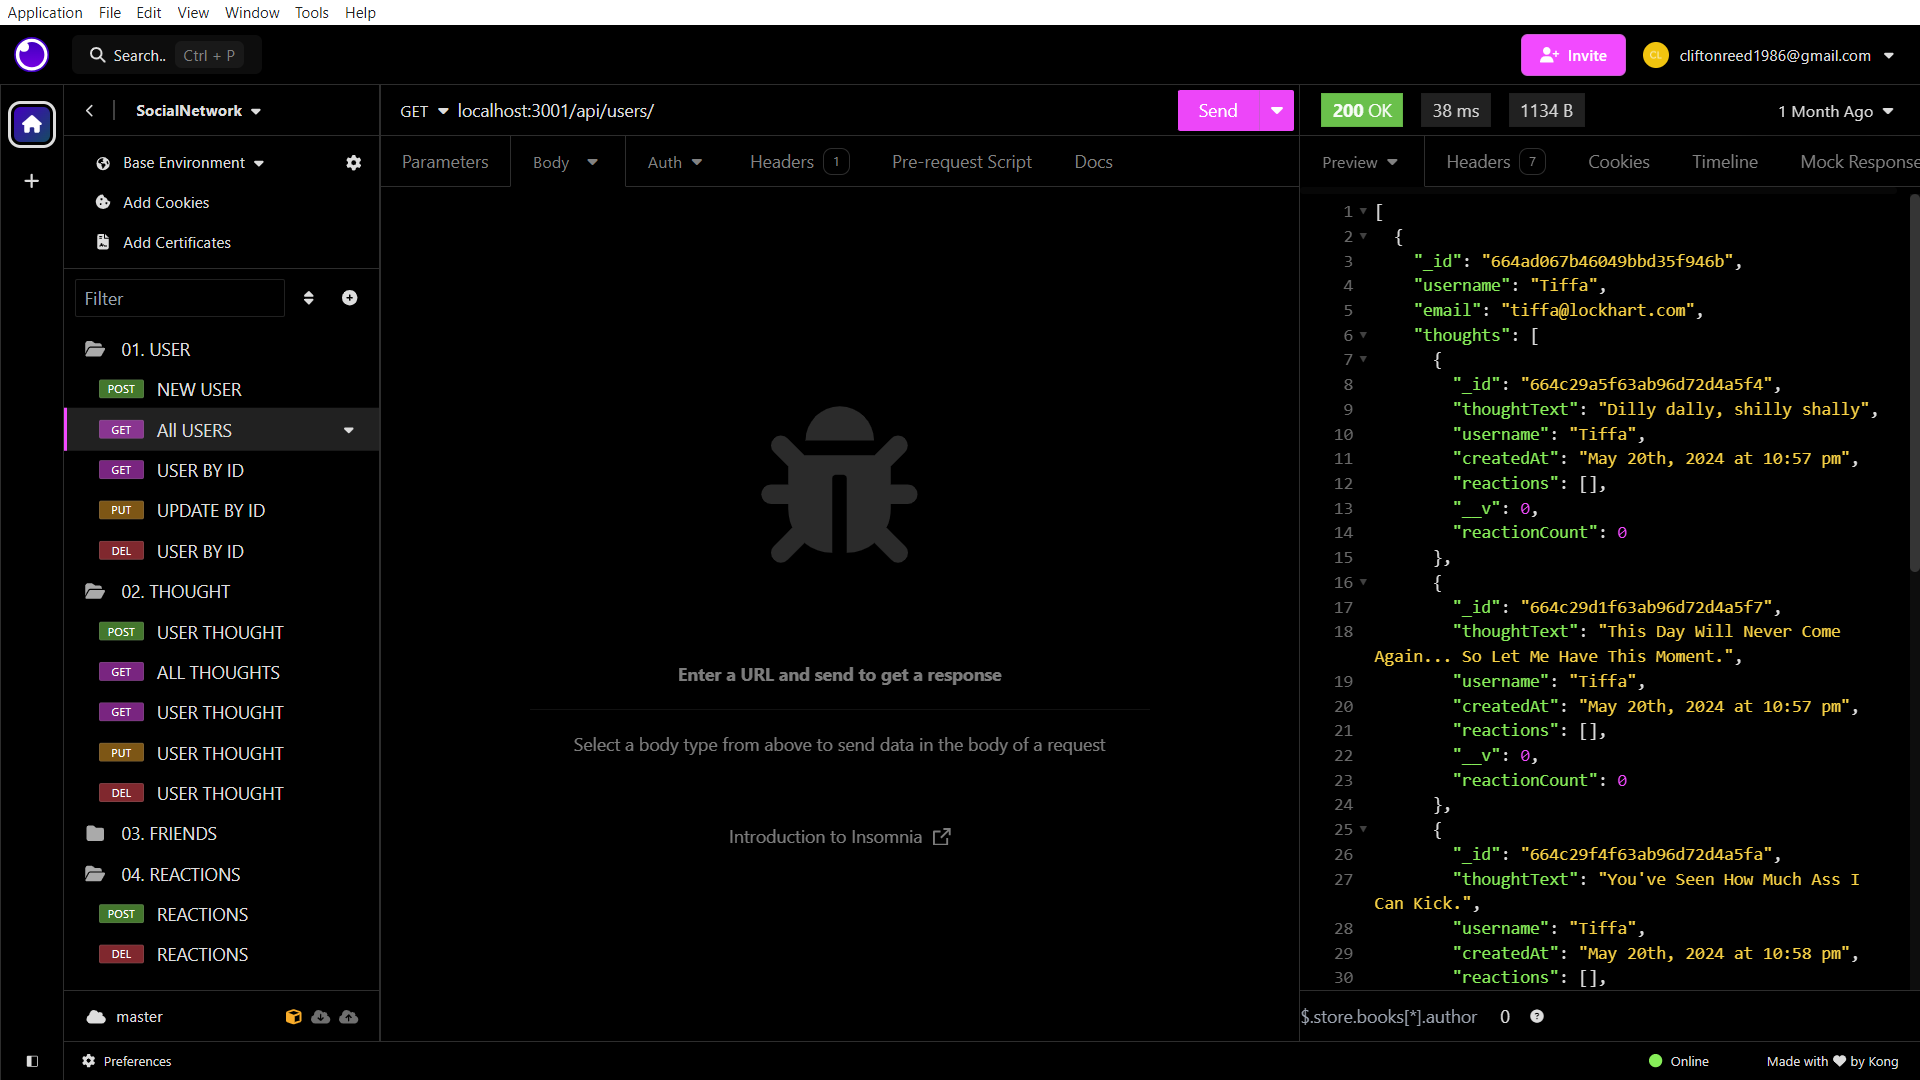 Application File Edit View Window Tools Help
Search.. Ctrl + P
Invite
CL
cliftonreed1986@gmail.com
SocialNetwork
Base Environment
Add Cookies
Add Certificates
Filter
01. USER
POST NEW USER
GET All USERS
GET USER BY ID
PUT UPDATE BY ID
DEL USER BY ID
02. THOUGHT
POST USER THOUGHT
GET ALL THOUGHTS
GET USER THOUGHT
PUT USER THOUGHT
DEL USER THOUGHT
03. FRIENDS
04. REACTIONS
POST REACTIONS
DEL REACTIONS
master
Preferences
GET localhost:3001/api/users/
Send
Parameters Body Auth Headers 1 Pre-request Script Docs
Enter a URL and send to get a response
Select a body type from above to send data in the body of a request
Introduction to Insomnia
200 OK 38 ms 1134 B 1 Month Ago
Preview Headers 7 Cookies Timeline Mock Response
1 [
2 {
3 "_id": "664ad067b46049bbd35f946b",
4 "username": "Tiffa",
5 "email": "tiffa@lockhart.com",
6 "thoughts": [
7 {
8 "_id": "664c29a5f63ab96d72d4a5f4",
9 "thoughtText": "Dilly dally, shilly shally",
10 "username": "Tiffa",
11 "createdAt": "May 20th, 2024 at 10:57 pm",
12 "reactions": [],
13 "__v": 0,
14 "reactionCount": 0
15 },
16 {
17 "_id": "664c29d1f63ab96d72d4a5f7",
18 "thoughtText": "This Day Will Never Come
Again... So Let Me Have This Moment.",
19 "username": "Tiffa",
20 "createdAt": "May 20th, 2024 at 10:57 pm",
21 "reactions": [],
22 "__v": 0,
23 "reactionCount": 0
24 },
25 {
26 "_id": "664c29f4f63ab96d72d4a5fa",
27 "thoughtText": "You've Seen How Much Ass I
Can Kick.",
28 "username": "Tiffa",
29 "createdAt": "May 20th, 2024 at 10:58 pm",
30 "reactions": [],
$.store.books[*].author 0 ?
Online
Made with ❤ by Kong